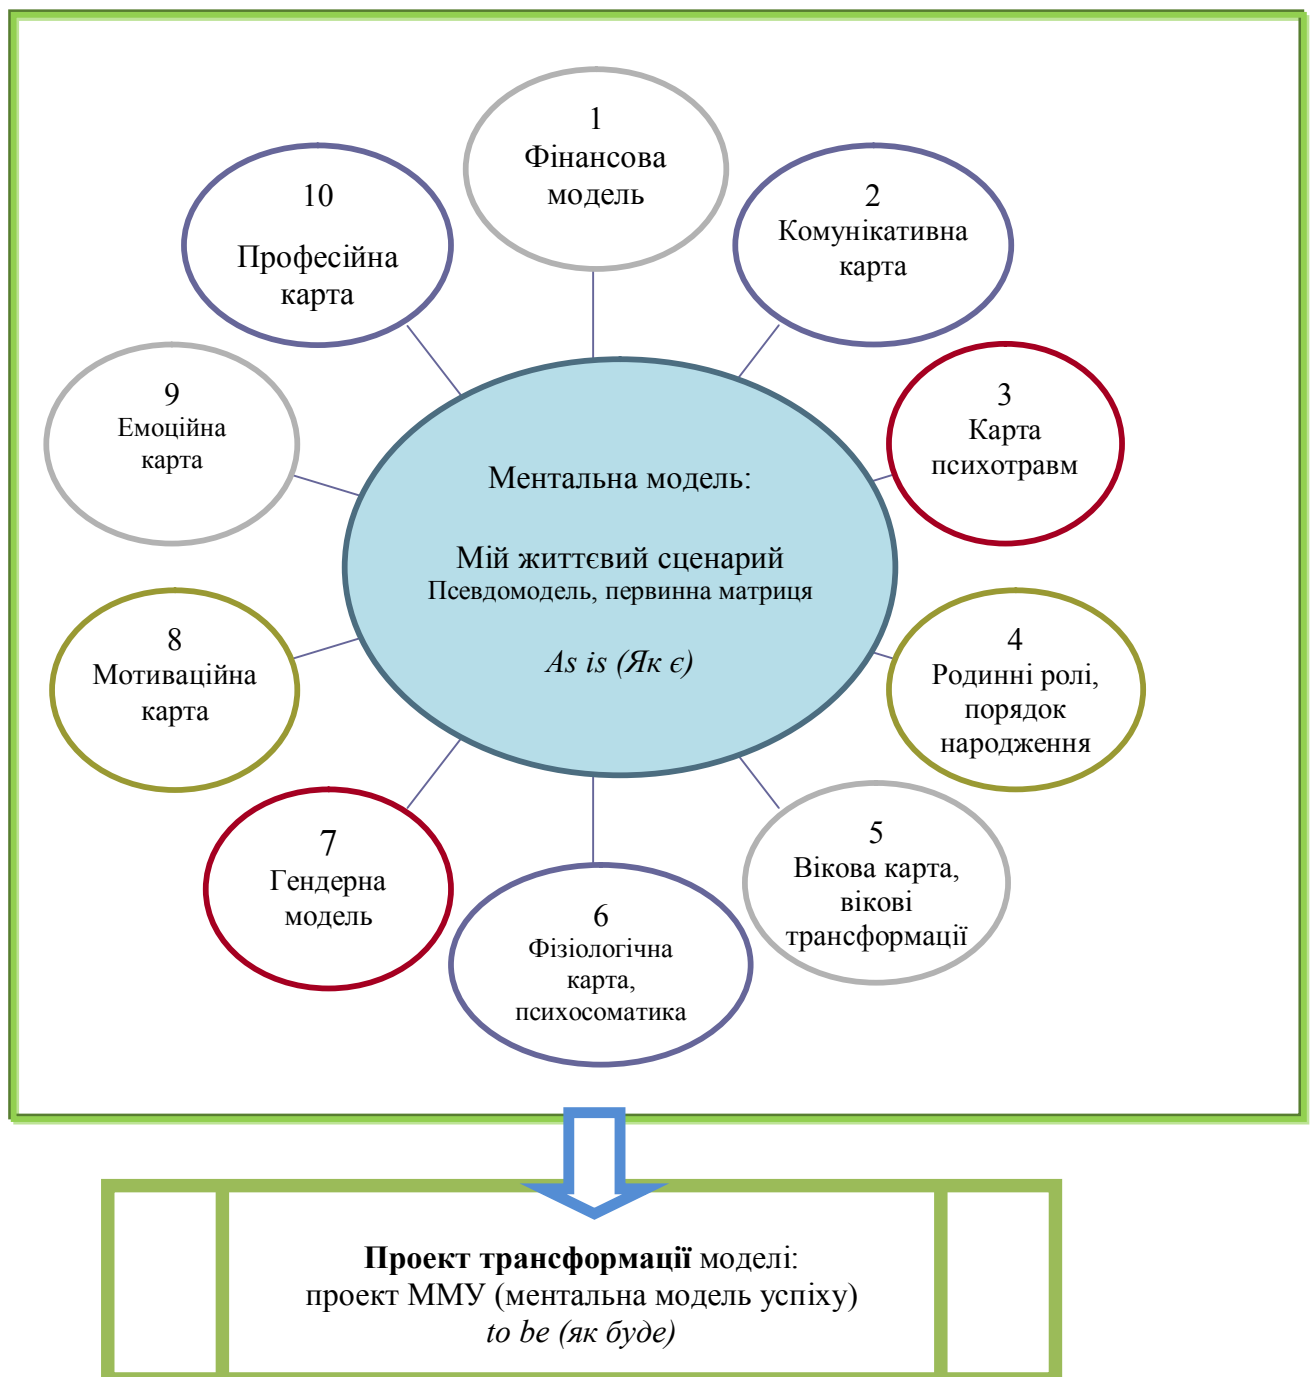 1
Фінансова
модель
2
Комунікативна
карта
3
Карта
психотравм
4
Родинні ролі,
порядок
народження
5
Вікова карта,
вікові
трансформації
6
Фізіологічна
карта,
психосоматика
7
Гендерна
модель
8
Мотиваційна
карта
9
Емоційна
карта
10
Професійна
карта
Ментальна модель:
Мій життєвий сценарий
Псевдомодель, первинна матриця
As is (Як є)
Проект трансформації моделі:
проект ММУ (ментальна модель успіху)
to be (як буде)